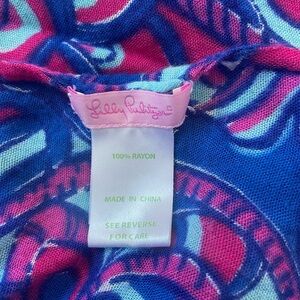 Lilly Pulitzer®
100% RAYON
MADE IN CHINA
SEE REVERSE
FOR CARE